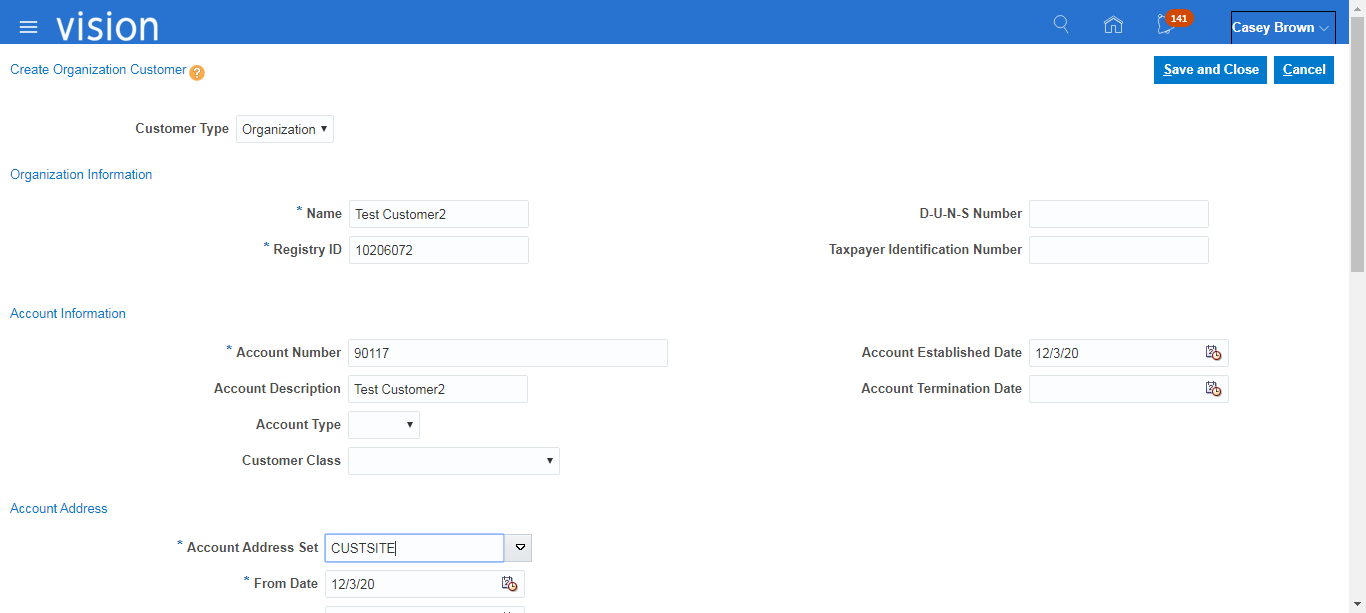 vision
141
Casey Brown
Create Organization Customer ?
Save and Close
Cancel
Customer Type Organization
Organization Information
* Name Test Customer2
D-U-N-S Number
* Registry ID 10206072
Taxpayer Identification Number
Account Information
* Account Number 90117
Account Established Date 12/3/20
Account Description Test Customer2
Account Termination Date
Account Type
Customer Class
Account Address
* Account Address Set CUSTSITE
* From Date 12/3/20